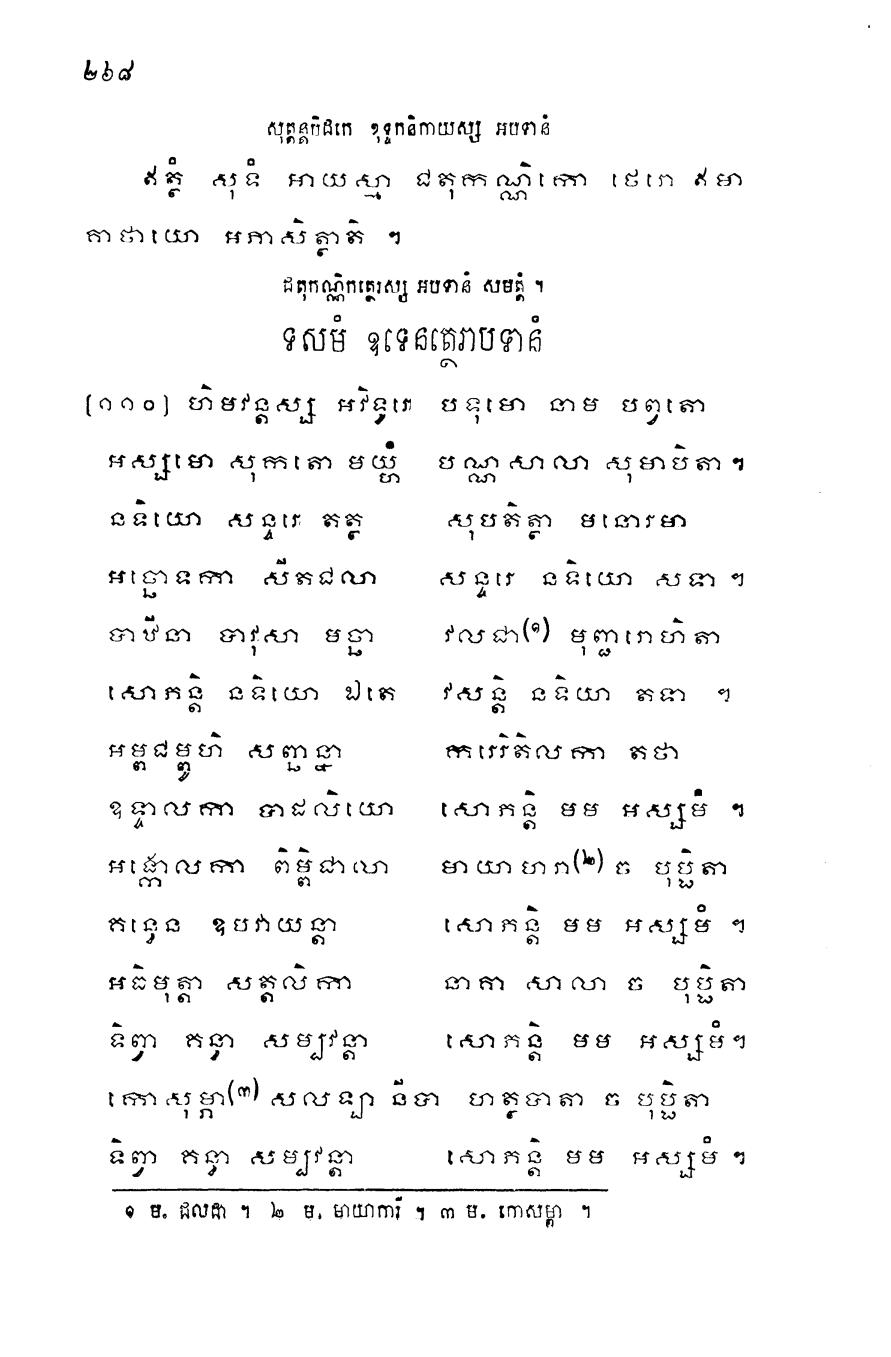 ២៦៨
សុត្តន្តបិដកេ ខុទ្ទកនិកាយស្ស អបទានំ
ឥត្ថំ សុទំ អាយស្មា ជតុកណ្ណិកោ ថេរោ ឥមា
គាថាយោ អភាសិត្ថាតិ ។
ជតុកណ្ណិកត្ថេរស្ស អបទានំ សមត្តំ ។
ទសមំ ឧទេនត្ថេរាបទានំ
[១១០] ហិមវន្តស្ស អវិទូរេ បទុមោ នាម បព្វតោ
អស្សមោ សុកតោ មយ្ហំ បណ្ណសាលា សុមាបិតា ។
នទិយោ សន្ទរេ តត្ថ សុបតិត្ថា មនោរមា
អច្ឆោទកា សីតជលា សន្ទរេ នទិយោ សទា ។
បាឋីនា បាវុសា មច្ឆា វលជា(១) មុញ្ជរោហិតា
សោភន្តិ នទិយោ ឯតេ វសន្តិ នទិយា តទា ។
អម្ពជម្ពូហិ សញ្ឆន្នា ករេរិតិលកា តថា
ឧទ្ទាលកា បាដលិយោ សោភន្តិ មម អស្សមំ ។
អង្កោលកា ពិម្ពិជាលា មាយាហរា(២) ច បុប្ផិតា
គន្ធេន ឧបវាយន្តា សោភន្តិ មម អស្សមំ ។
អធិមុត្តា សត្តលិកា នាគា សាលា ច បុប្ផិតា
ទិព្វា គន្ធា សម្បវន្តា សោភន្តិ មម អស្សមំ ។
កោសុម្ភា(៣) សលឡា នីបា ហត្ថបាតា ច បុប្ផិតា
ទិព្វា គន្ធា សម្បវន្តា សោភន្តិ មម អស្សមំ ។
១ ម. ជលជា ។ ២ ម. មាយាការី ។ ៣ ម. កោសម្ពា ។